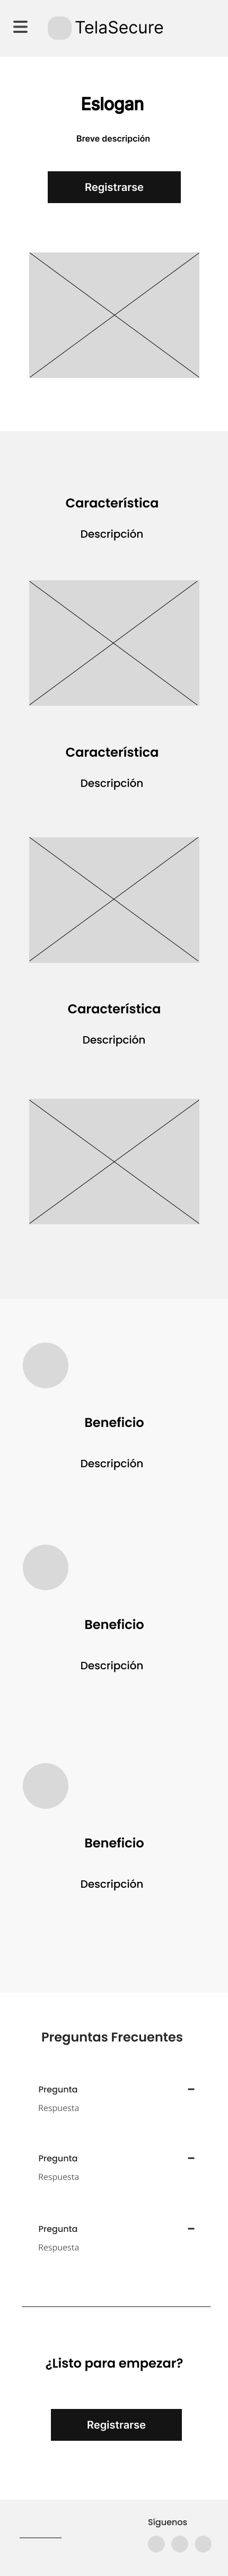 TelaSecure
Eslogan
Breve descripción
Registrarse
Característica
Descripción
Característica
Descripción
Característica
Descripción
Beneficio
Descripción
Beneficio
Descripción
Beneficio
Descripción
Preguntas Frecuentes
Pregunta
Respuesta
Pregunta
Respuesta
Pregunta
Respuesta
¿Listo para empezar?
Registrarse
Síguenos